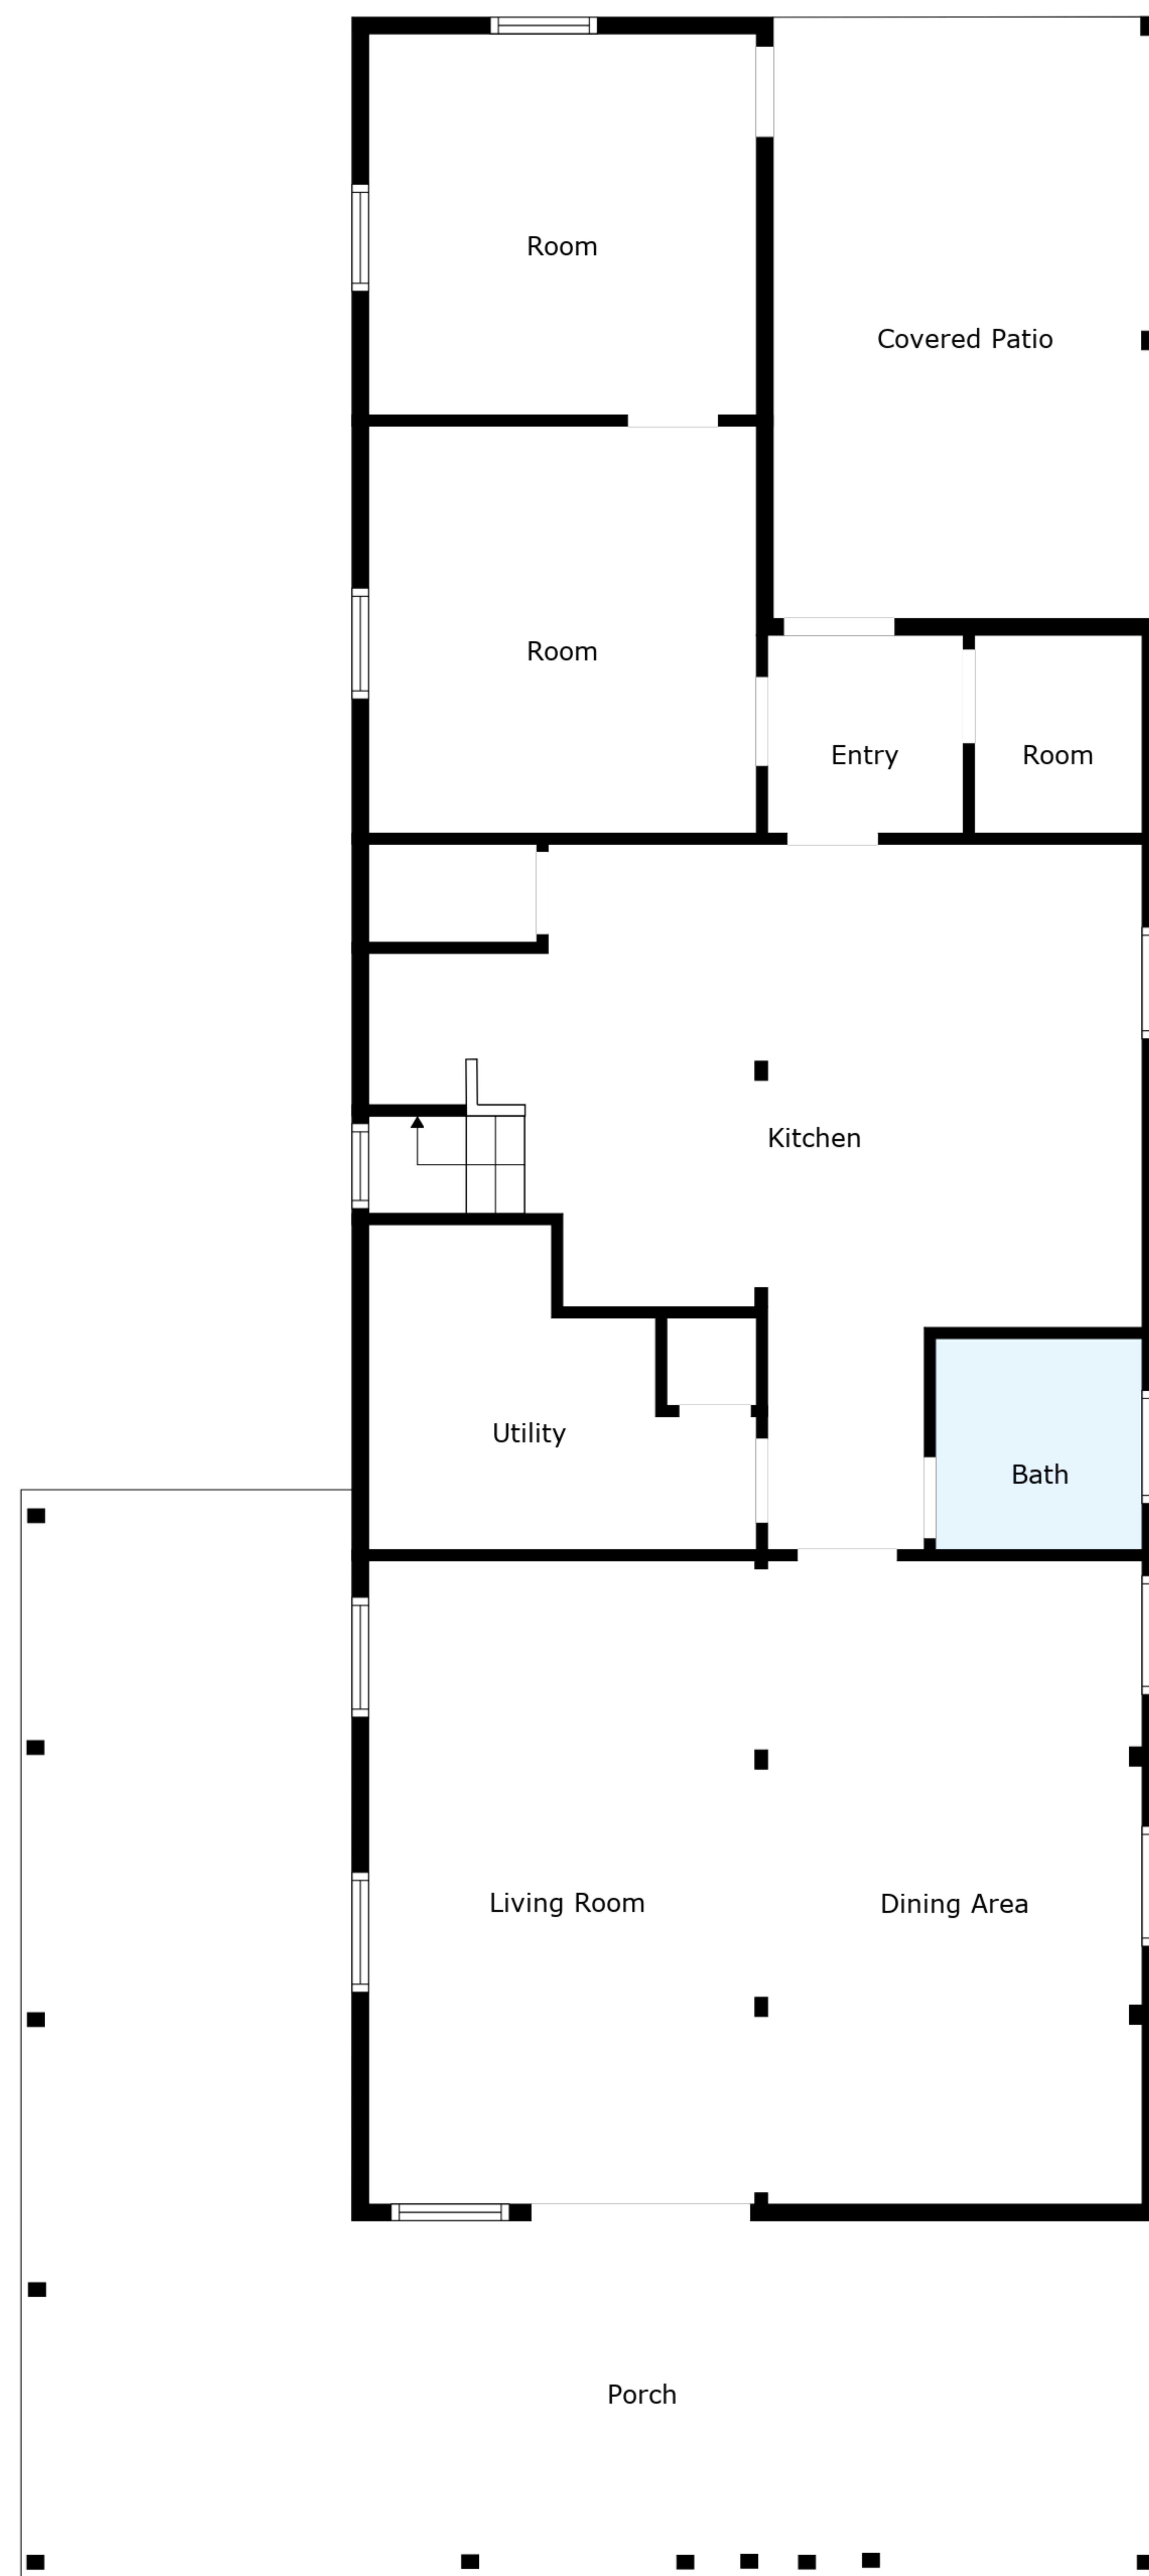 Room
Covered Patio
Room
Entry
Room
Kitchen
Utility
Bath
Living Room
Dining Area
Porch